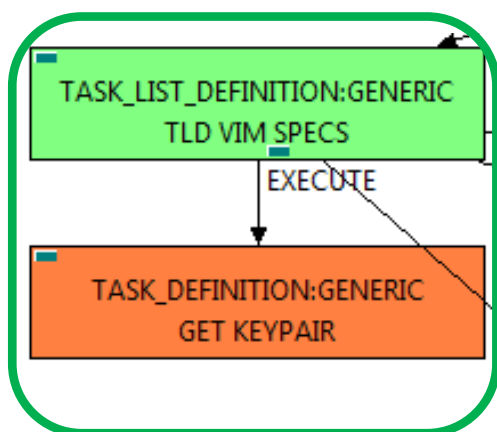 TASK_LIST_DEFINITION:GENERIC
TLD VIM SPECS
EXECUTE
TASK_DEFINITION:GENERIC
GET KEYPAIR